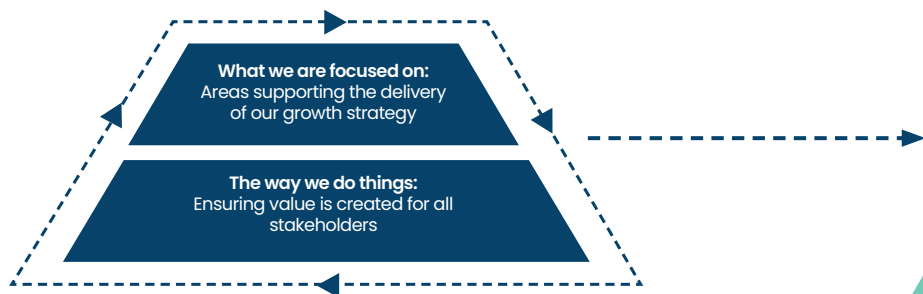 What we are focused on:
Areas supporting the delivery
of our growth strategy
The way we do things:
Ensuring value is created for all
stakeholders